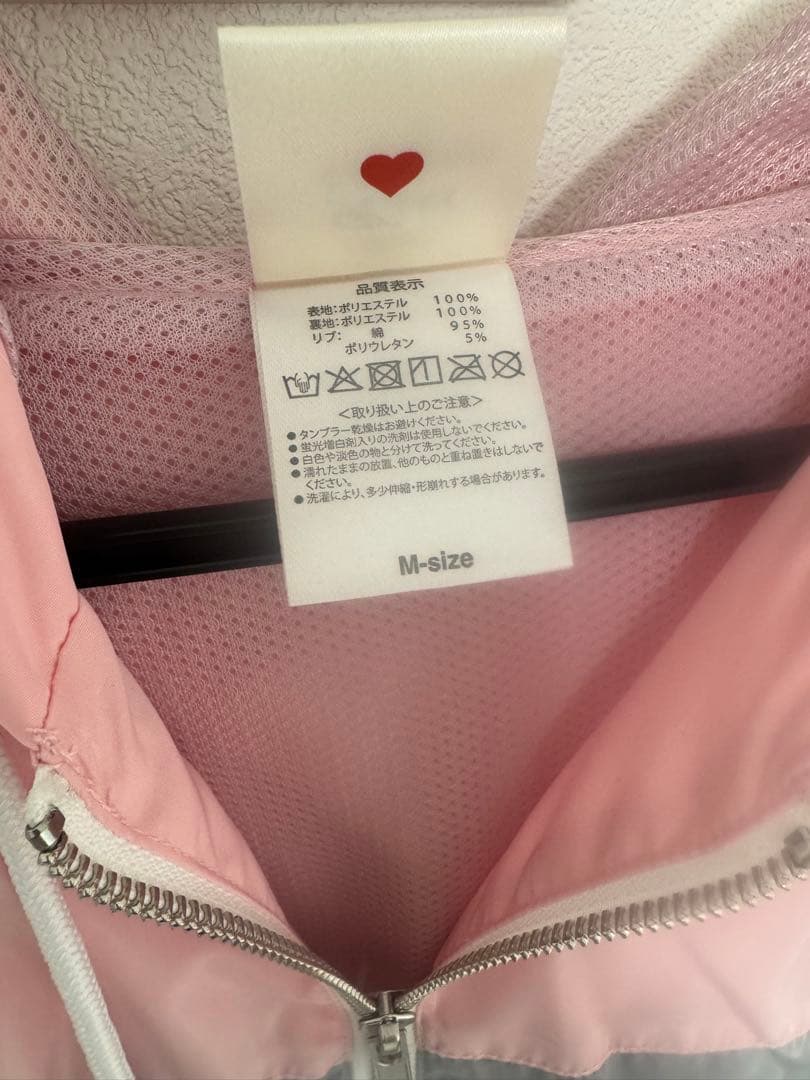 品質表示
表地：ポリエステル 100%
裏地：ポリエステル 100%
リブ： 綿 95%
ポリウレタン 5%
＜取り扱い上のご注意＞
●タンブラー乾燥はお避けください。
●蛍光増白剤入りの洗剤は使用しないでください。
●白色や淡色の物と分けて洗ってください。
●濡れたままの放置、他のものと重ね置きはしないで
ください。
●洗濯により、多少伸縮・形崩れする場合があります。
M-size